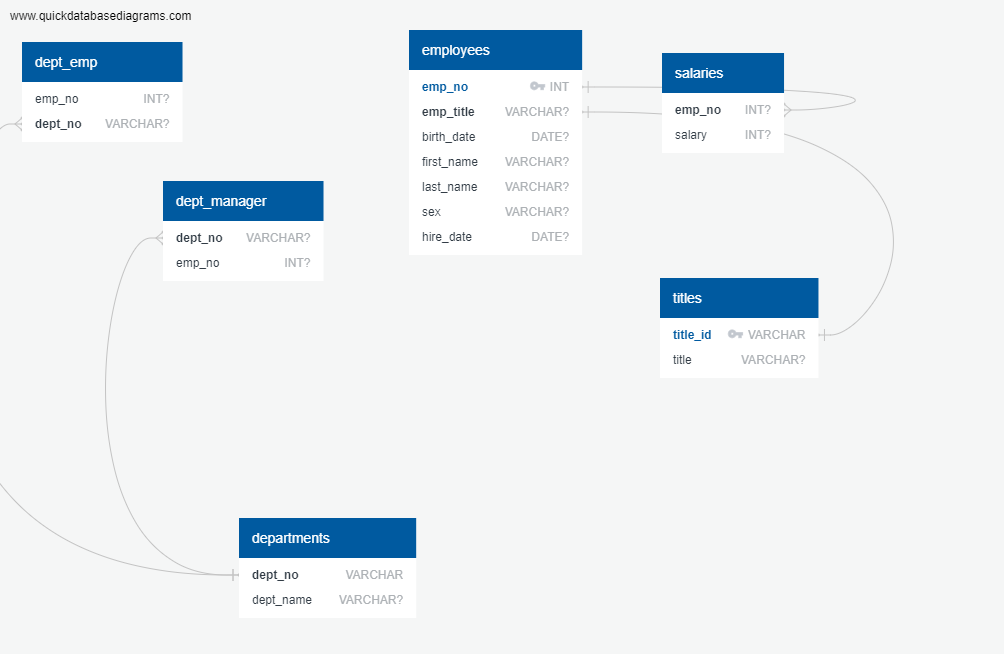 www.quickdatabasediagrams.com
dept_emp
emp_no INT?
dept_no VARCHAR?
dept_manager
dept_no VARCHAR?
emp_no INT?
employees
emp_no INT
emp_title VARCHAR?
birth_date DATE?
first_name VARCHAR?
last_name VARCHAR?
sex VARCHAR?
hire_date DATE?
salaries
emp_no INT?
salary INT?
titles
title_id VARCHAR
title VARCHAR?
departments
dept_no VARCHAR
dept_name VARCHAR?